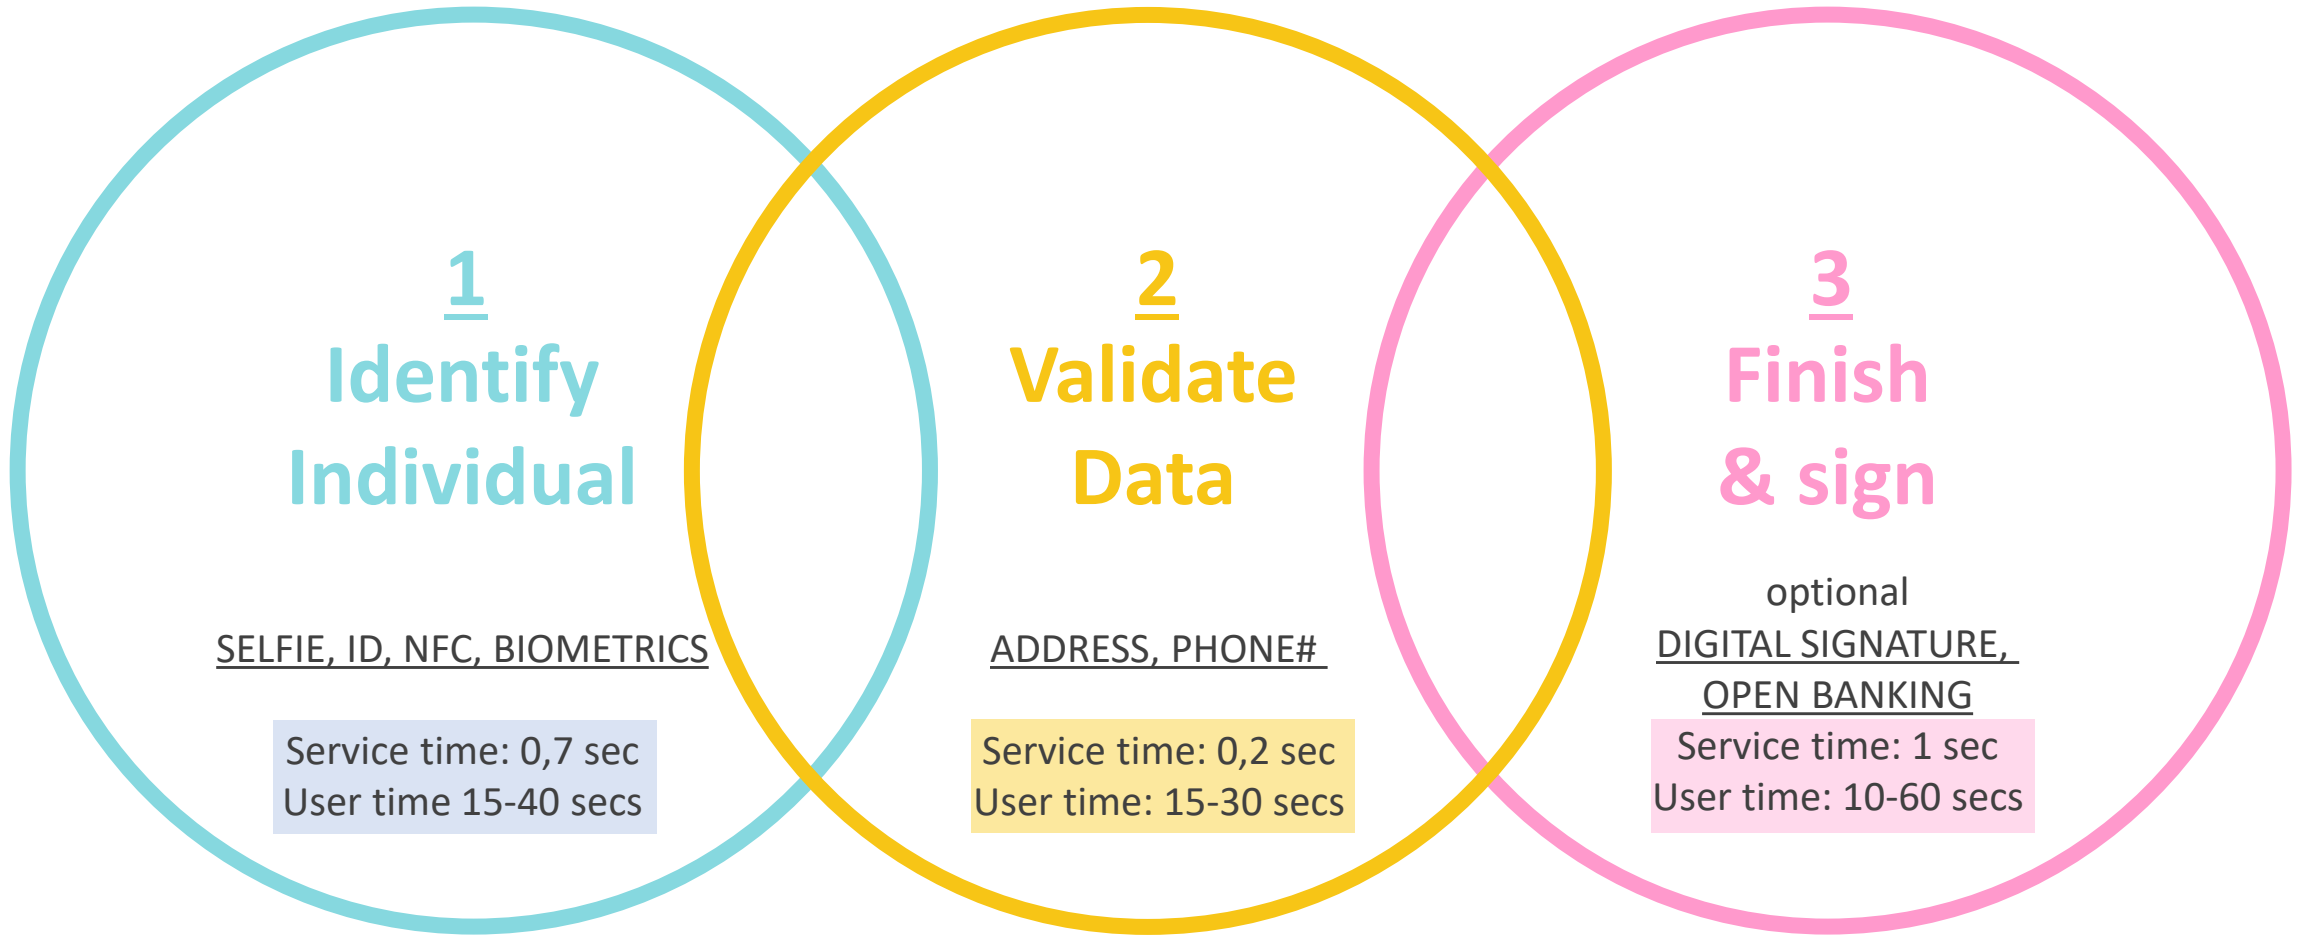 1
Identify
Individual
SELFIE, ID, NFC, BIOMETRICS
Service time: 0,7 sec
User time 15-40 secs
2
Validate
Data
ADDRESS, PHONE#
Service time: 0,2 sec
User time: 15-30 secs
3
Finish
& sign
optional
DIGITAL SIGNATURE,
OPEN BANKING
Service time: 1 sec
User time: 10-60 secs